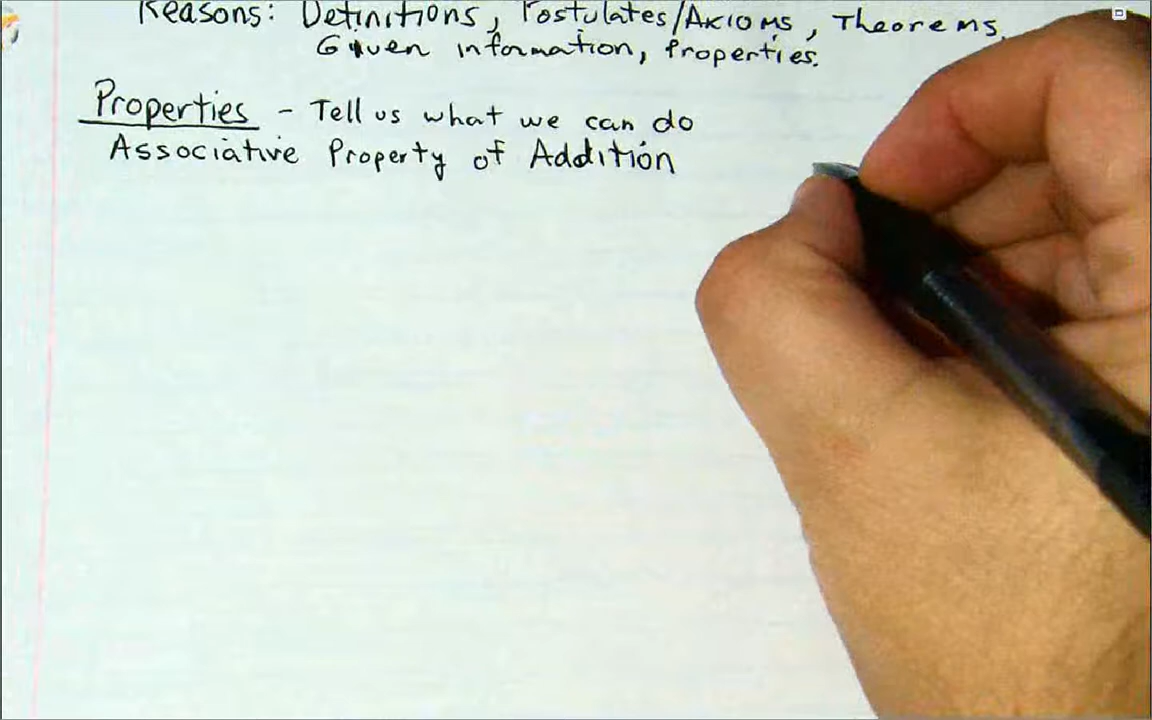 Reasons: Definitions, Postulates/Axioms, Theorems,
Given information, Properties.
Properties - Tell us what we can do
Associative Property of Addition